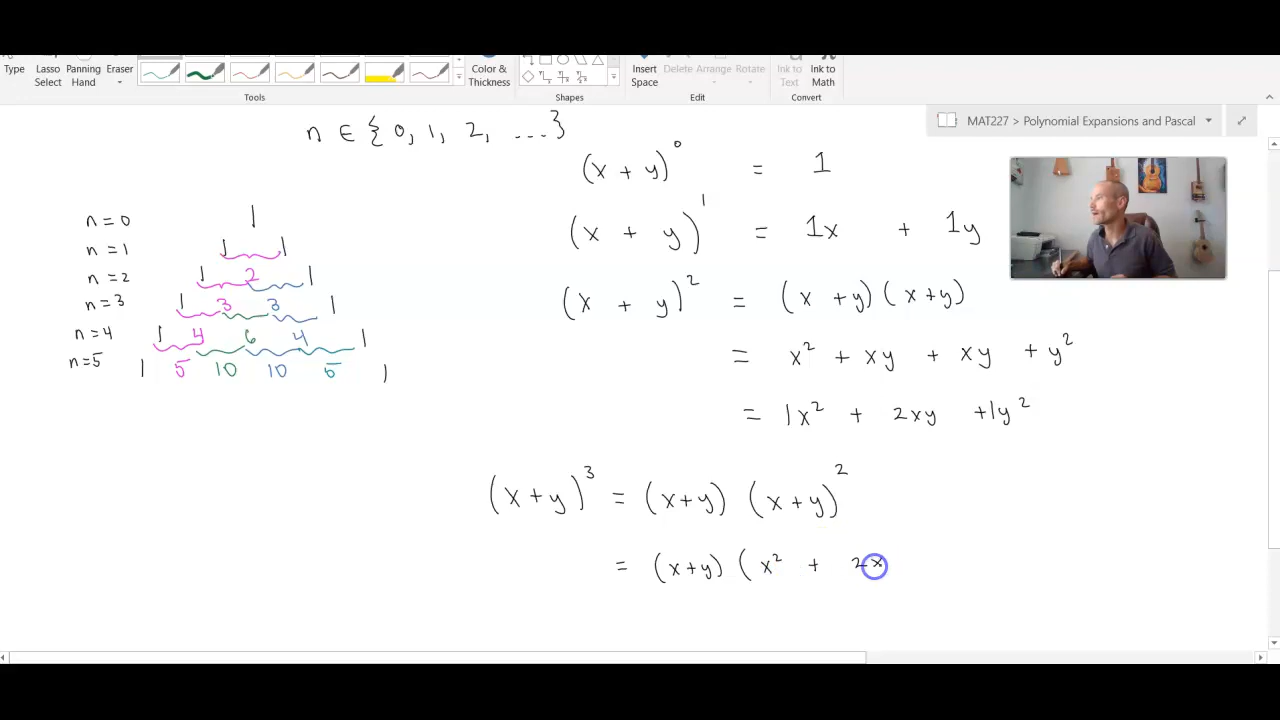 Type Lasso Select Panning Hand Eraser Color & Thickness Insert Space Delete Arrange Rotate Ink to Text Ink to Math
Tools Shapes Edit Convert
MAT227 > Polynomial Expansions and Pascal
n ∈ {0, 1, 2, ...}
(x + y)⁰ = 1
(x + y)¹ = 1x + 1y
(x + y)² = (x + y)(x+y)
= x² + xy + xy + y²
= 1x² + 2xy +1y²
n=0 1
n=1 1 1
n=2 1 2 1
n=3 1 3 3 1
n=4 1 4 6 4 1
n=5 1 5 10 10 5 1
(x+y)³ = (x+y) (x+y)²
= (x+y) (x² + 2x